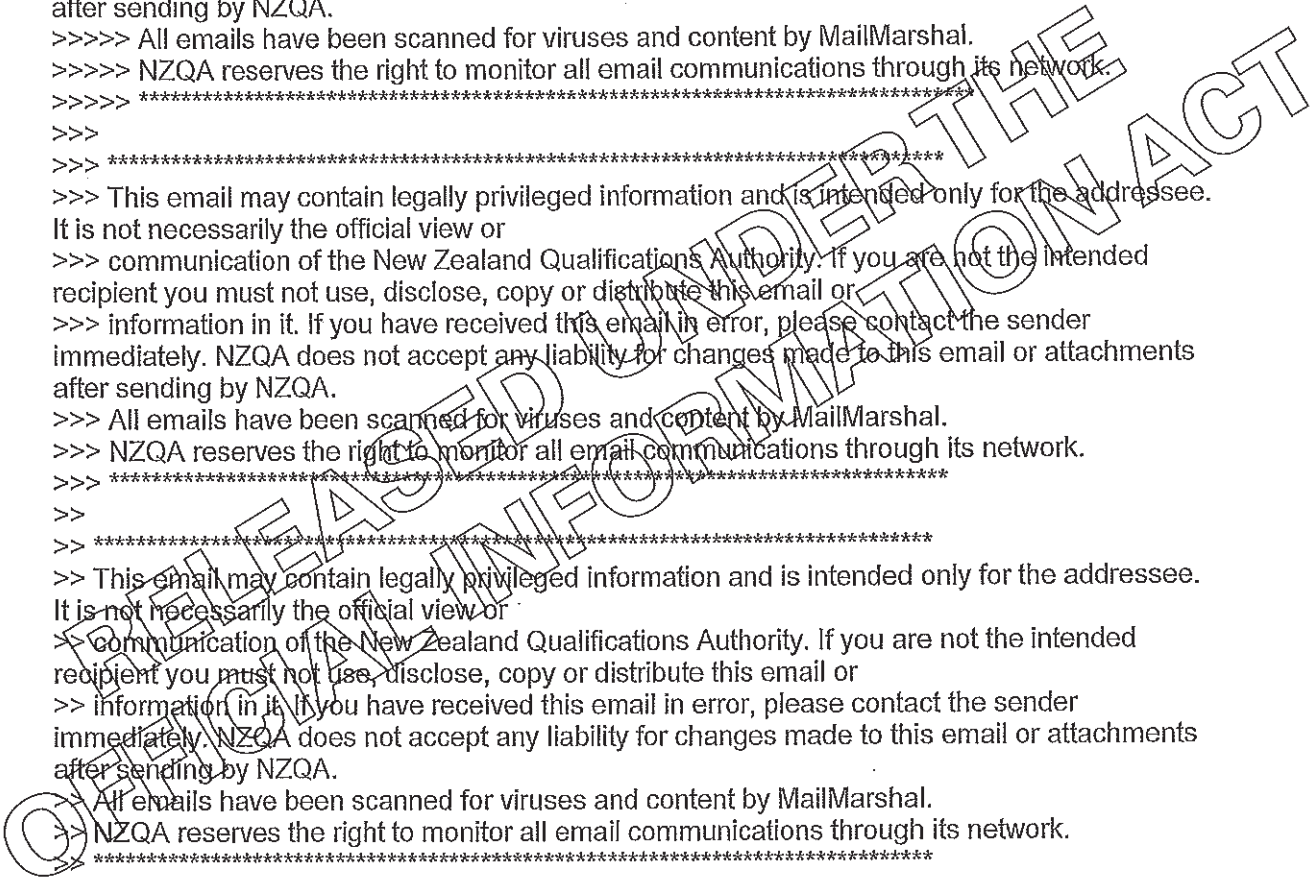 after sending by NZQA.
>>>>> All emails have been scanned for viruses and content by MailMarshal.
>>>>> NZQA reserves the right to monitor all email communications through its network.
>>>>> ******************************************************************************
>>>
>>> ******************************************************************************
>>> This email may contain legally privileged information and is intended only for the addressee.
It is not necessarily the official view or
>>> communication of the New Zealand Qualifications Authority. If you are not the intended
recipient you must not use, disclose, copy or distribute this email or
>>> information in it. If you have received this email in error, please contact the sender
immediately. NZQA does not accept any liability for changes made to this email or attachments
after sending by NZQA.
>>> All emails have been scanned for viruses and content by MailMarshal.
>>> NZQA reserves the right to monitor all email communications through its network.
>>> ******************************************************************************
>>
>> ******************************************************************************
>> This email may contain legally privileged information and is intended only for the addressee.
It is not necessarily the official view or
>> communication of the New Zealand Qualifications Authority. If you are not the intended
recipient you must not use, disclose, copy or distribute this email or
>> information in it. If you have received this email in error, please contact the sender
immediately. NZQA does not accept any liability for changes made to this email or attachments
after sending by NZQA.
>> All emails have been scanned for viruses and content by MailMarshal.
>> NZQA reserves the right to monitor all email communications through its network.
>> ******************************************************************************
RELEASED UNDER THE
OFFICIAL INFORMATION ACT